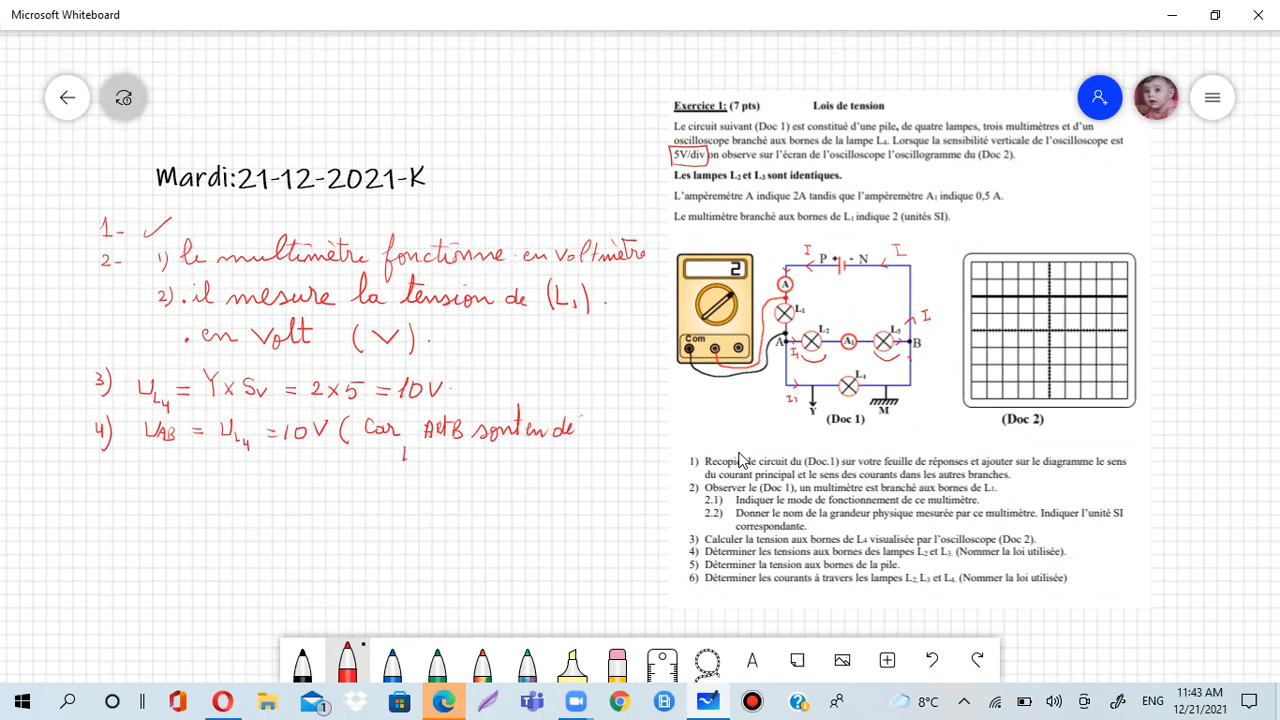 Microsoft Whiteboard
Mardi:21-12-2021-K
1-
2- 1) le multimètre fonctionne en voltmètre
2). il mesure la tension de (L1).
. en Volt (V).
3) UL4 = Y x Sv = 2 x 5 = 10V.
4) UAB = UL4 = 10V ( Car A et B sont en de
Exercice 1: (7 pts) Lois de tension
Le circuit suivant (Doc 1) est constitué d'une pile, de quatre lampes, trois multimètres et d'un
oscilloscope branché aux bornes de la lampe L4. Lorsque la sensibilité verticale de l'oscilloscope est
5V/div on observe sur l'écran de l'oscilloscope l'oscillogramme du (Doc 2).
Les lampes L2 et L3 sont identiques.
L'ampèremètre A indique 2A tandis que l'ampèremètre A1 indique 0,5 A.
Le multimètre branché aux bornes de L1 indique 2 (unités SI).
2
Com
I P + - N I
A
L1
L2 L3 I
A A1 B
I1
L4
I2
Y M
(Doc 1) (Doc 2)
1) Recopier le circuit du (Doc.1) sur votre feuille de réponses et ajouter sur le diagramme le sens
du courant principal et le sens des courants dans les autres branches.
2) Observer le (Doc 1), un multimètre est branché aux bornes de L1.
2.1) Indiquer le mode de fonctionnement de ce multimètre.
2.2) Donner le nom de la grandeur physique mesurée par ce multimètre. Indiquer l'unité SI
correspondante.
3) Calculer la tension aux bornes de L4 visualisée par l'oscilloscope (Doc 2).
4) Déterminer les tensions aux bornes des lampes L2 et L3. (Nommer la loi utilisée).
5) Déterminer la tension aux bornes de la pile.
6) Déterminer les courants à travers les lampes L2, L3 et L4. (Nommer la loi utilisée)
8°C
11:43 AM
12/21/2021